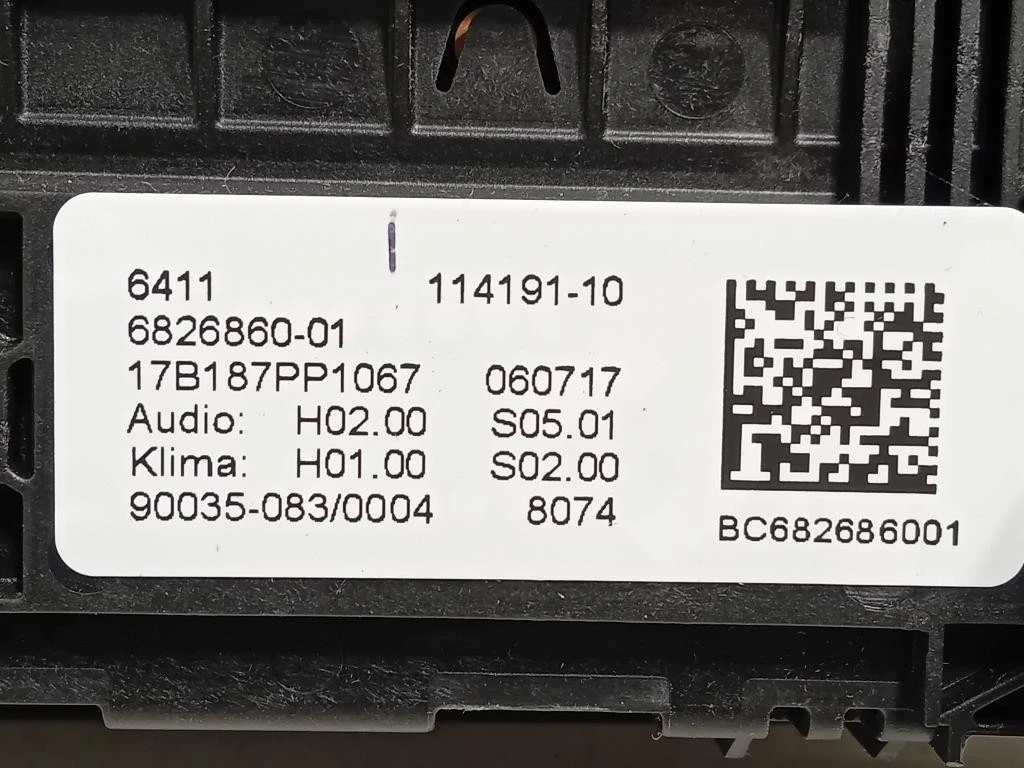 6411 114191-10
6826860-01
17B187PP1067 060717
Audio: H02.00 S05.01
Klima: H01.00 S02.00
90035-083/0004 8074
BC682686001